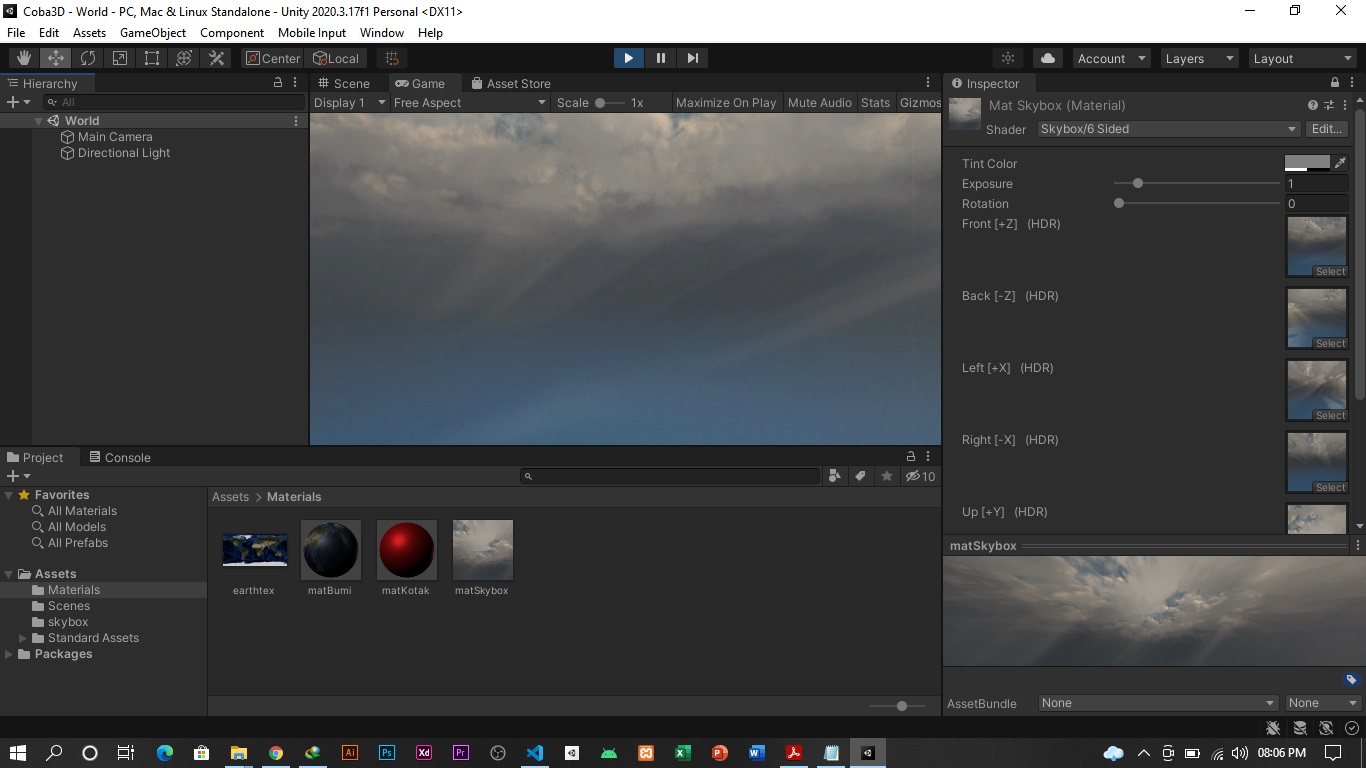 Coba3D - World - PC, Mac & Linux Standalone - Unity 2020.3.17f1 Personal <DX11>
File Edit Assets GameObject Component Mobile Input Window Help
Center Local Account Layers Layout
Hierarchy
All
World
Main Camera
Directional Light
Scene Game Asset Store
Display 1 Free Aspect Scale 1x Maximize On Play Mute Audio Stats Gizmos
Inspector
Mat Skybox (Material)
Shader Skybox/6 Sided Edit...
Tint Color
Exposure 1
Rotation 0
Front [+Z] (HDR)
Select
Back [-Z] (HDR)
Select
Left [+X] (HDR)
Select
Right [-X] (HDR)
Select
Up [+Y] (HDR)
matSkybox
AssetBundle None None
Project Console
10
Favorites
All Materials
All Models
All Prefabs
Assets
Materials
Scenes
skybox
Standard Assets
Packages
Assets > Materials
earthtex matBumi matKotak matSkybox
Ai Ps Xd Pr
08:06 PM